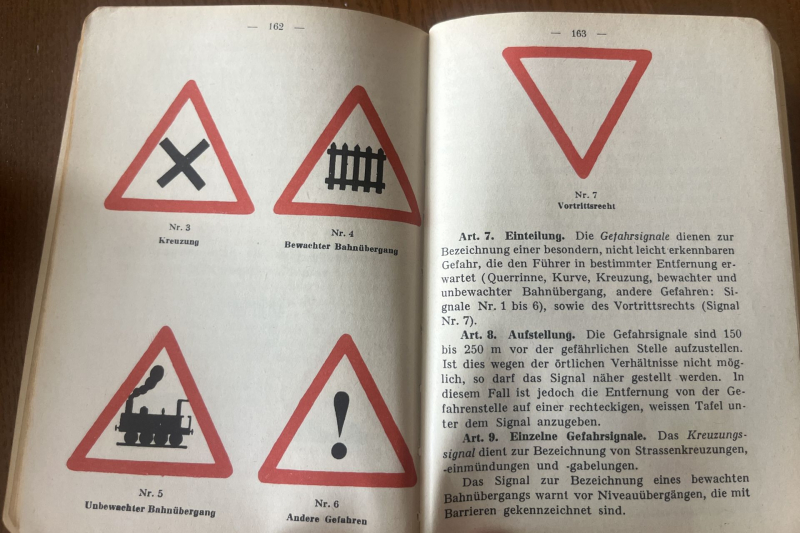 — 162 —
Nr. 3
Kreuzung
Nr. 4
Bewachter Bahnübergang
Nr. 5
Unbewachter Bahnübergang
Nr. 6
Andere Gefahren
— 163 —
Nr. 7
Vortrittsrecht
Art. 7. Einteilung. Die Gefahrsignale dienen zur
Bezeichnung einer besondern, nicht leicht erkennbaren
Gefahr, die den Führer in bestimmter Entfernung er-
wartet (Querrinne, Kurve, Kreuzung, bewachter und
unbewachter Bahnübergang, andere Gefahren: Si-
gnale Nr. 1 bis 6), sowie des Vortrittsrechts (Signal
Nr. 7).
Art. 8. Aufstellung. Die Gefahrsignale sind 150
bis 250 m vor der gefährlichen Stelle aufzustellen.
Ist dies wegen der örtlichen Verhältnisse nicht mög-
lich, so darf das Signal näher gestellt werden. In
diesem Fall ist jedoch die Entfernung von der Ge-
fahrenstelle auf einer rechteckigen, weissen Tafel un-
ter dem Signal anzugeben.
Art. 9. Einzelne Gefahrsignale. Das Kreuzungs-
signal dient zur Bezeichnung von Strassenkreuzungen,
-einmündungen und -gabelungen.
Das Signal zur Bezeichnung eines bewachten
Bahnübergangs warnt vor Niveauübergängen, die mit
Barrieren gekennzeichnet sind.